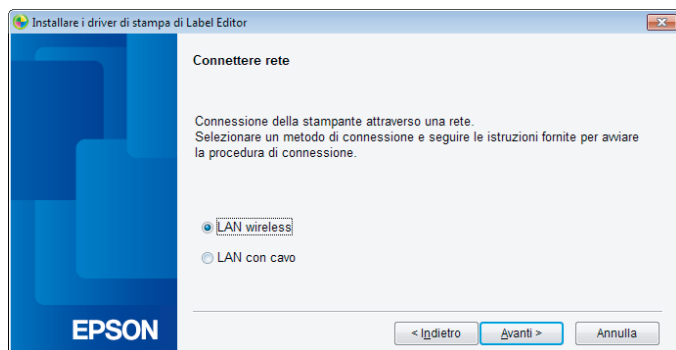 Installare i driver di stampa di Label Editor
Connettere rete
Connessione della stampante attraverso una rete.
Selezionare un metodo di connessione e seguire le istruzioni fornite per avviare
la procedura di connessione.
LAN wireless
LAN con cavo
EPSON
< Indietro
Avanti >
Annulla